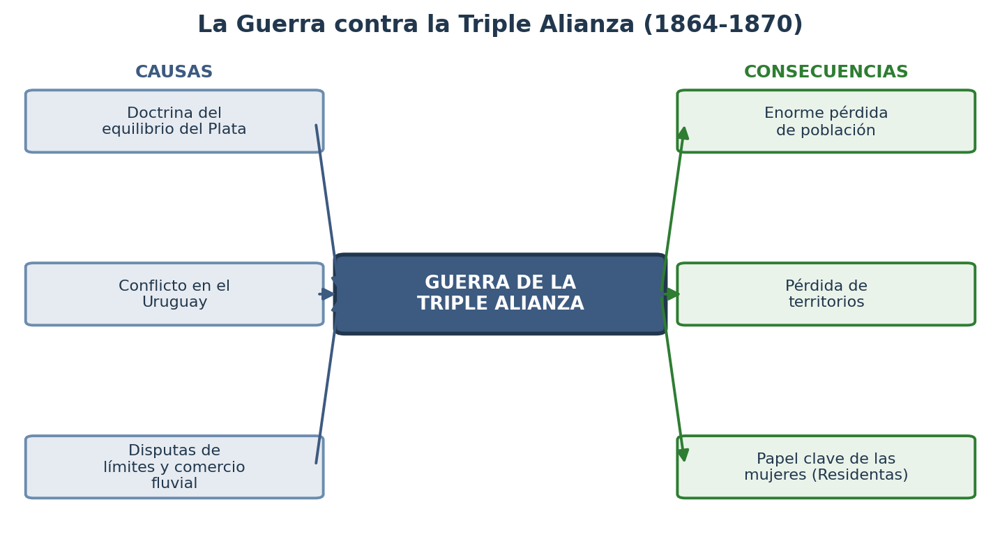 La Guerra contra la Triple Alianza (1864-1870)
CAUSAS
Doctrina del
equilibrio del Plata
Conflicto en el
Uruguay
Disputas de
límites y comercio
fluvial
GUERRA DE LA
TRIPLE ALIANZA
CONSECUENCIAS
Enorme pérdida
de población
Pérdida de
territorios
Papel clave de las
mujeres (Residentas)